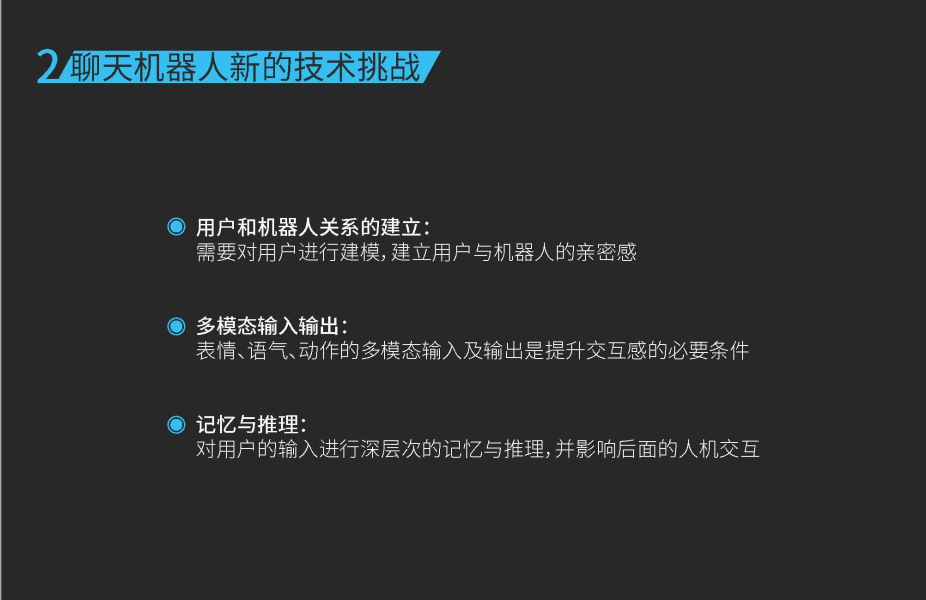 2 聊天机器人新的技术挑战
用户和机器人关系的建立：
需要对用户进行建模，建立用户与机器人的亲密感
多模态输入输出：
表情、语气、动作的多模态输入及输出是提升交互感的必要条件
记忆与推理：
对用户的输入进行深层次的记忆与推理，并影响后面的人机交互